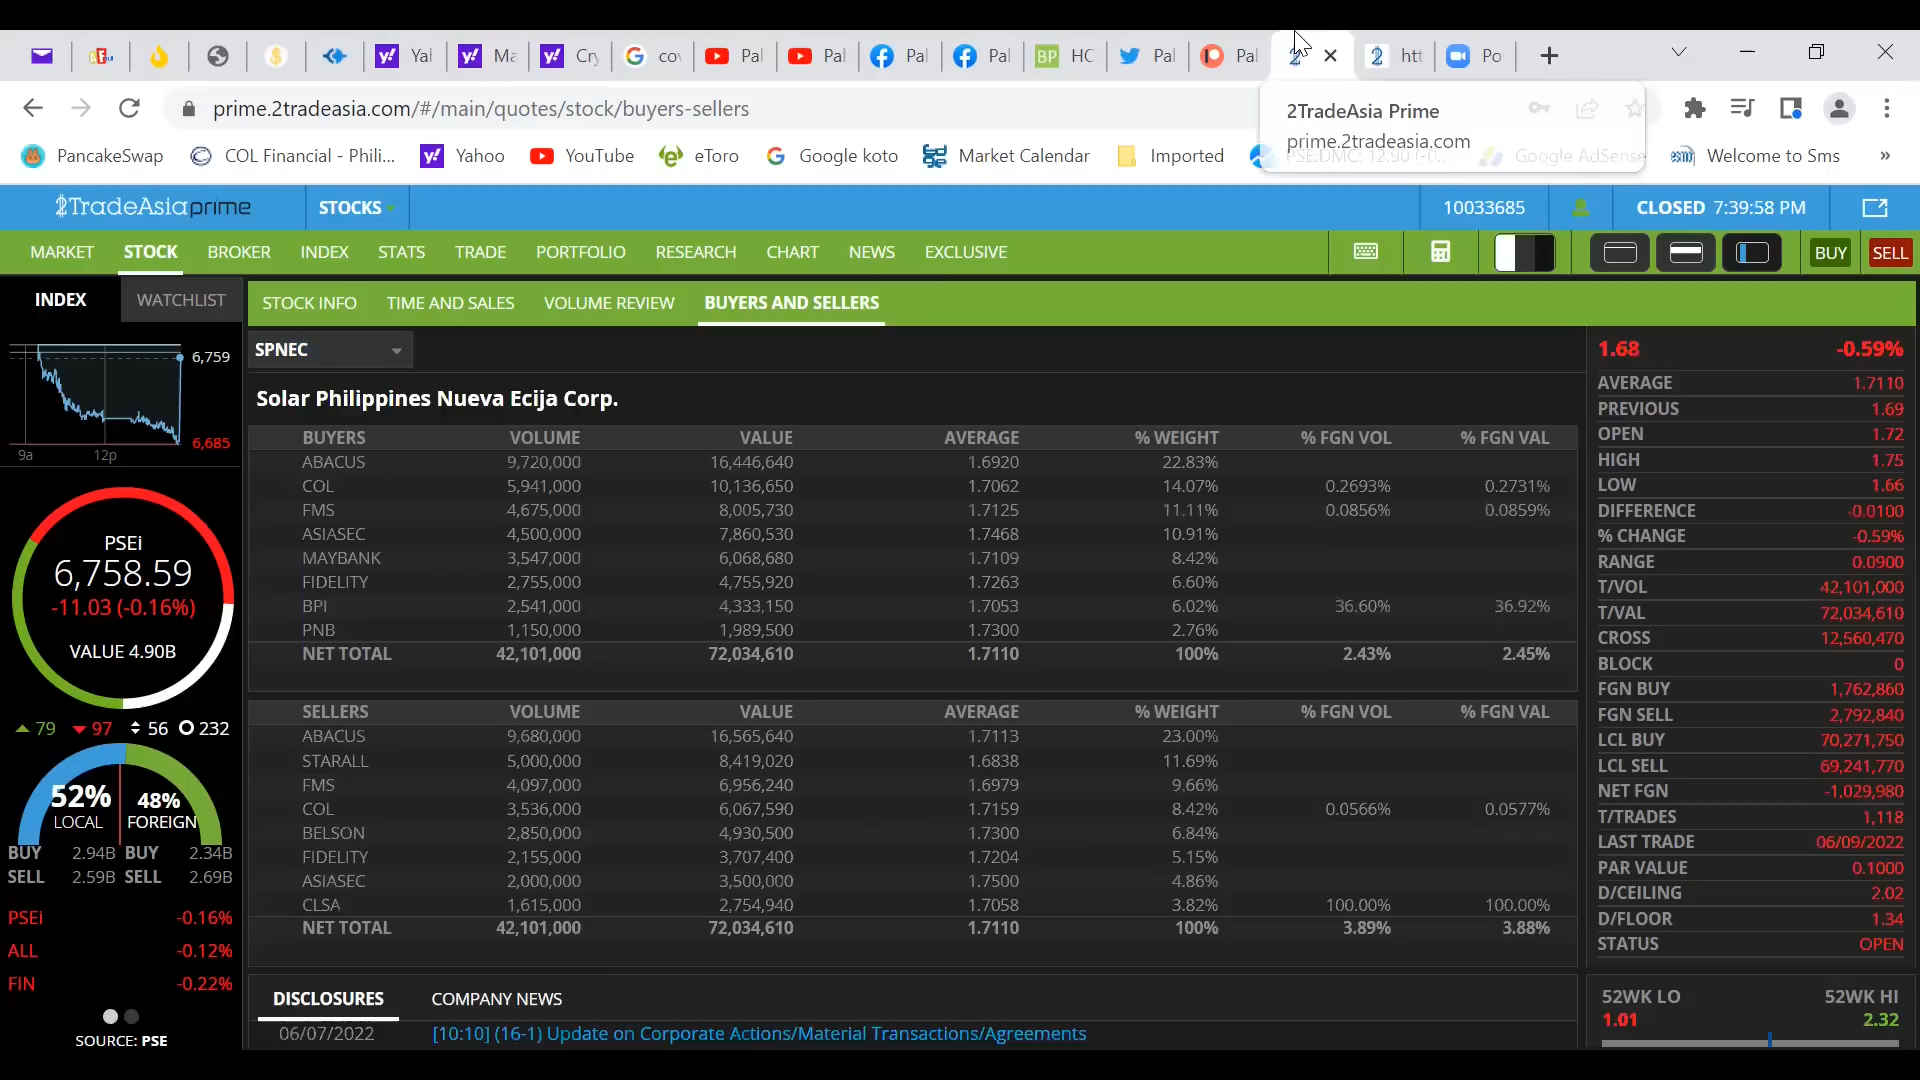 Yal
Ma
Cry
cov
Pal
Pal
Pal
Pal
BP HC
Pal
Pal
htt
Po
prime.2tradeasia.com/#/main/quotes/stock/buyers-sellers
2TradeAsia Prime
prime.2tradeasia.com
PancakeSwap COL Financial - Phili... Yahoo YouTube eToro Google koto Market Calendar Imported PSE:DMC: 12.90 (-0... Google AdSense Welcome to Sms »
2TradeAsiaprime STOCKS 10033685 CLOSED 7:39:58 PM
MARKET STOCK BROKER INDEX STATS TRADE PORTFOLIO RESEARCH CHART NEWS EXCLUSIVE BUY SELL
INDEX WATCHLIST
6,759
6,685
9a 12p
PSEi
6,758.59
-11.03 (-0.16%)
VALUE 4.90B
79 97 56 232
52% 48%
LOCAL FOREIGN
BUY 2.94B BUY 2.34B
SELL 2.59B SELL 2.69B
PSEi -0.16%
ALL -0.12%
FIN -0.22%
SOURCE: PSE
STOCK INFO TIME AND SALES VOLUME REVIEW BUYERS AND SELLERS
SPNEC
Solar Philippines Nueva Ecija Corp.
BUYERS VOLUME VALUE AVERAGE % WEIGHT % FGN VOL % FGN VAL
ABACUS 9,720,000 16,446,640 1.6920 22.83%
COL 5,941,000 10,136,650 1.7062 14.07% 0.2693% 0.2731%
FMS 4,675,000 8,005,730 1.7125 11.11% 0.0856% 0.0859%
ASIASEC 4,500,000 7,860,530 1.7468 10.91%
MAYBANK 3,547,000 6,068,680 1.7109 8.42%
FIDELITY 2,755,000 4,755,920 1.7263 6.60%
BPI 2,541,000 4,333,150 1.7053 6.02% 36.60% 36.92%
PNB 1,150,000 1,989,500 1.7300 2.76%
NET TOTAL 42,101,000 72,034,610 1.7110 100% 2.43% 2.45%
SELLERS VOLUME VALUE AVERAGE % WEIGHT % FGN VOL % FGN VAL
ABACUS 9,680,000 16,565,640 1.7113 23.00%
STARALL 5,000,000 8,419,020 1.6838 11.69%
FMS 4,097,000 6,956,240 1.6979 9.66%
COL 3,536,000 6,067,590 1.7159 8.42% 0.0566% 0.0577%
BELSON 2,850,000 4,930,500 1.7300 6.84%
FIDELITY 2,155,000 3,707,400 1.7204 5.15%
ASIASEC 2,000,000 3,500,000 1.7500 4.86%
CLSA 1,615,000 2,754,940 1.7058 3.82% 100.00% 100.00%
NET TOTAL 42,101,000 72,034,610 1.7110 100% 3.89% 3.88%
DISCLOSURES COMPANY NEWS
06/07/2022 [10:10] (16-1) Update on Corporate Actions/Material Transactions/Agreements
1.68 -0.59%
AVERAGE 1.7110
PREVIOUS 1.69
OPEN 1.72
HIGH 1.75
LOW 1.66
DIFFERENCE -0.0100
% CHANGE -0.59%
RANGE 0.0900
T/VOL 42,101,000
T/VAL 72,034,610
CROSS 12,560,470
BLOCK 0
FGN BUY 1,762,860
FGN SELL 2,792,840
LCL BUY 70,271,750
LCL SELL 69,241,770
NET FGN -1,029,980
T/TRADES 1,118
LAST TRADE 06/09/2022
PAR VALUE 0.1000
D/CEILING 2.02
D/FLOOR 1.34
STATUS OPEN
52WK LO 52WK HI
1.01 2.32